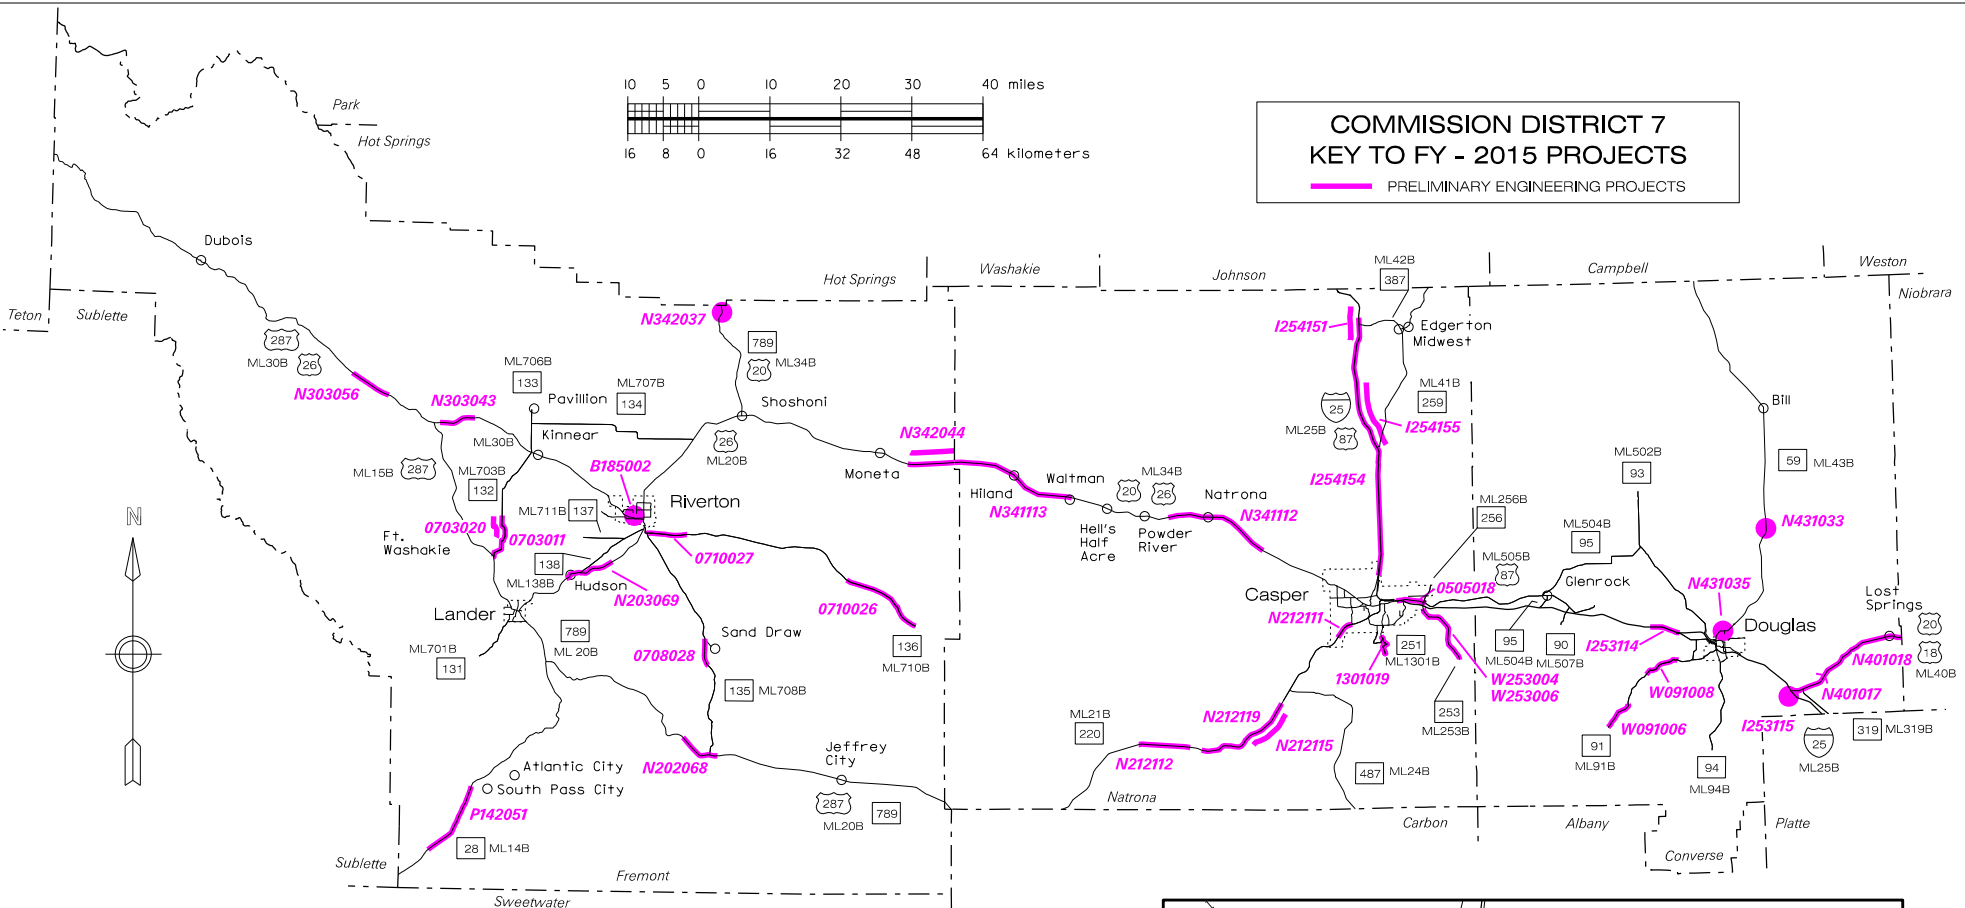 10 5 0 10 20 30 40 miles
16 8 0 16 32 48 64 kilometers
COMMISSION DISTRICT 7
KEY TO FY - 2015 PROJECTS
PRELIMINARY ENGINEERING PROJECTS
Park
Hot Springs
Dubois
Hot Springs
Washakie
Johnson
ML42B
387
Campbell
Weston
Niobrara
Teton
Sublette
N342037
789
ML34B
20
287
ML30B
26
N303056
N303043
ML706B
133
Pavillion
ML707B
134
Shoshoni
Kinnear
ML30B
26
ML20B
I254151
Edgerton
Midwest
ML41B
259
25
ML25B
87
I254155
I254154
Bill
59
ML43B
ML502B
93
ML15B
287
ML703B
132
B185002
Riverton
N342044
Moneta
Hiland
N341113
Waltman
Hell's
Half
Acre
ML34B
20
26
Powder
River
Natrona
N341112
ML256B
256
ML504B
95
N431033
N
0703020
0703011
Ft.
Washakie
ML711B
137
138
ML138B
Hudson
N203069
0710027
0710026
136
ML710B
Lander
789
ML 20B
ML701B
131
Sand Draw
0708028
135
ML708B
Casper
ML505B
87
0505018
Glenrock
N431035
Douglas
Lost
Springs
20
18
ML40B
N212111
251
ML1301B
1301019
95
ML504B
90
ML507B
I253114
W253004
W253006
253
ML253B
W091008
W091006
N401018
N401017
I253115
319
ML319B
25
ML25B
91
ML91B
94
ML94B
ML21B
220
N212119
N212115
N212112
487
ML24B
N202068
Jeffrey
City
287
ML20B
789
Atlantic City
South Pass City
P142051
28
ML14B
Natrona
Carbon
Albany
Platte
Converse
Sublette
Fremont
Sweetwater